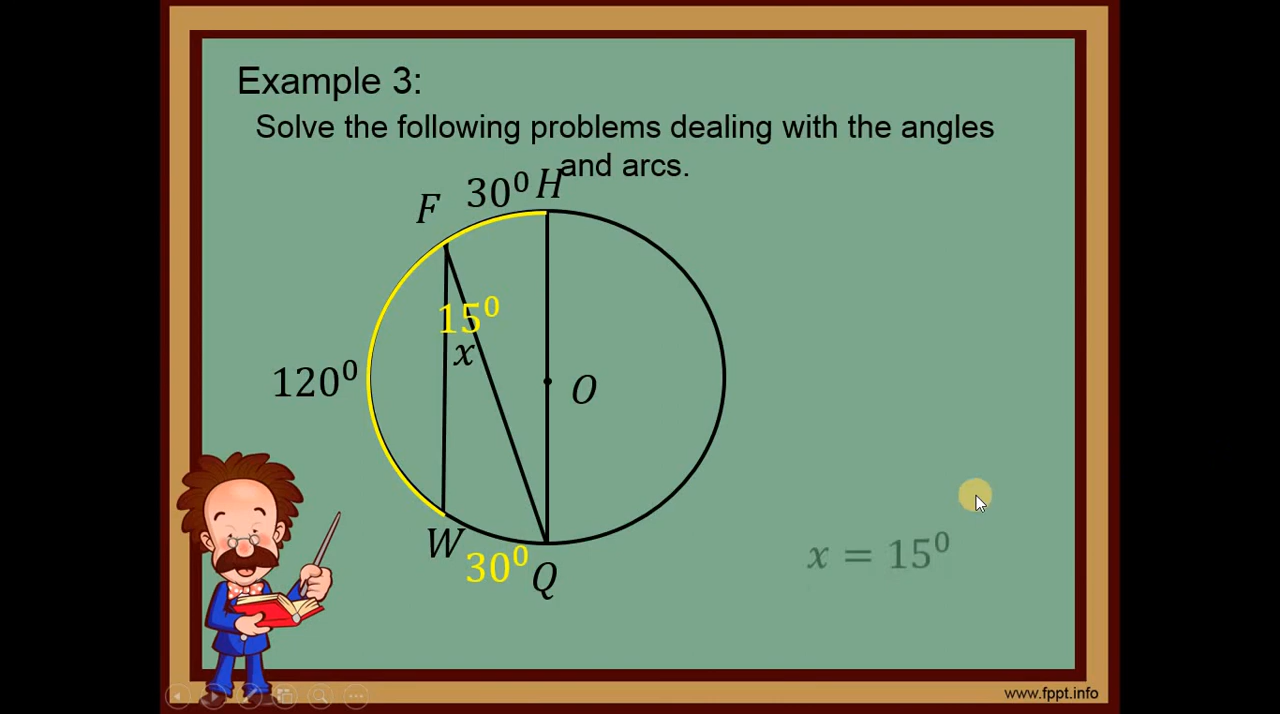 Example 3:
Solve the following problems dealing with the angles
and arcs.
30⁰ H
F
15⁰
x
120⁰
O
W
30⁰ Q
x = 15⁰
www.fppt.info